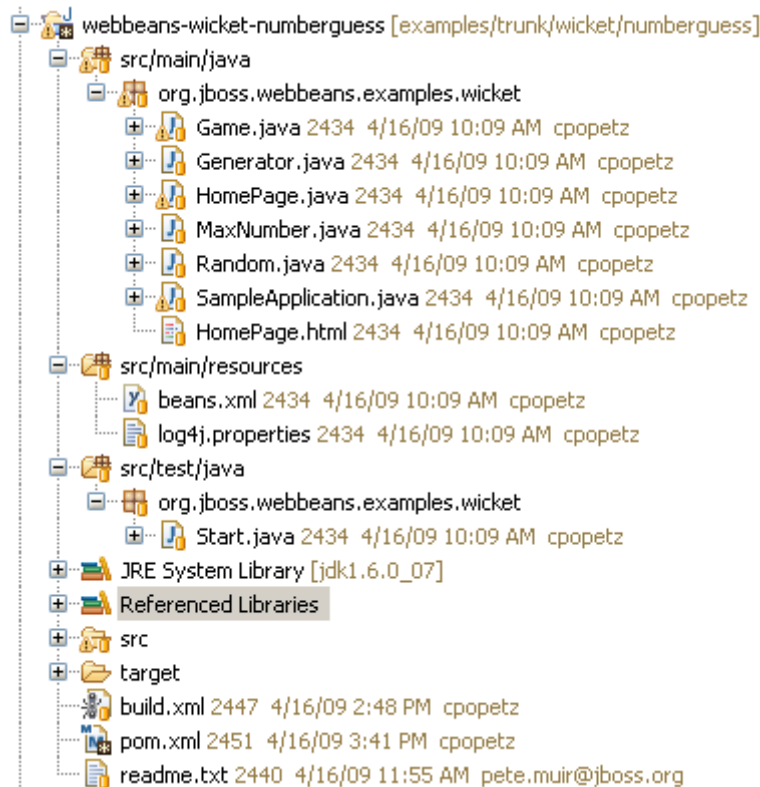 webbeans-wicket-numberguess [examples/trunk/wicket/numberguess]
src/main/java
org.jboss.webbeans.examples.wicket
Game.java 2434 4/16/09 10:09 AM cpopetz
Generator.java 2434 4/16/09 10:09 AM cpopetz
HomePage.java 2434 4/16/09 10:09 AM cpopetz
MaxNumber.java 2434 4/16/09 10:09 AM cpopetz
Random.java 2434 4/16/09 10:09 AM cpopetz
SampleApplication.java 2434 4/16/09 10:09 AM cpopetz
HomePage.html 2434 4/16/09 10:09 AM cpopetz
src/main/resources
beans.xml 2434 4/16/09 10:09 AM cpopetz
log4j.properties 2434 4/16/09 10:09 AM cpopetz
src/test/java
org.jboss.webbeans.examples.wicket
Start.java 2434 4/16/09 10:09 AM cpopetz
JRE System Library [jdk1.6.0_07]
Referenced Libraries
src
target
build.xml 2447 4/16/09 2:48 PM cpopetz
pom.xml 2451 4/16/09 3:41 PM cpopetz
readme.txt 2440 4/16/09 11:55 AM pete.muir@jboss.org